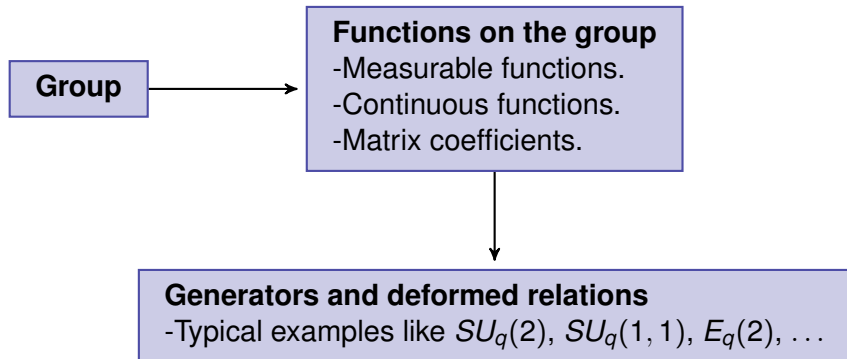 Group
Functions on the group
-Measurable functions.
-Continuous functions.
-Matrix coefficients.
Generators and deformed relations
-Typical examples like SU_q(2), SU_q(1, 1), E_q(2), ...